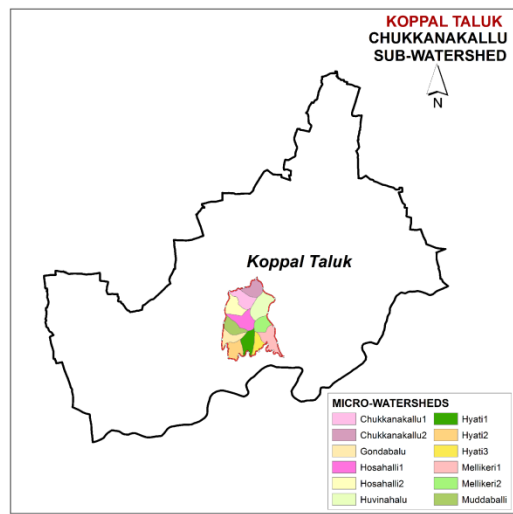 KOPPAL TALUK
CHUKKANAKALLU
SUB-WATERSHED
N
Koppal Taluk
MICRO-WATERSHEDS
Chukkanakallu1
Chukkanakallu2
Gondabalu
Hosahalli1
Hosahalli2
Huvinahalu
Hyati1
Hyati2
Hyati3
Mellikeri1
Mellikeri2
Muddaballi